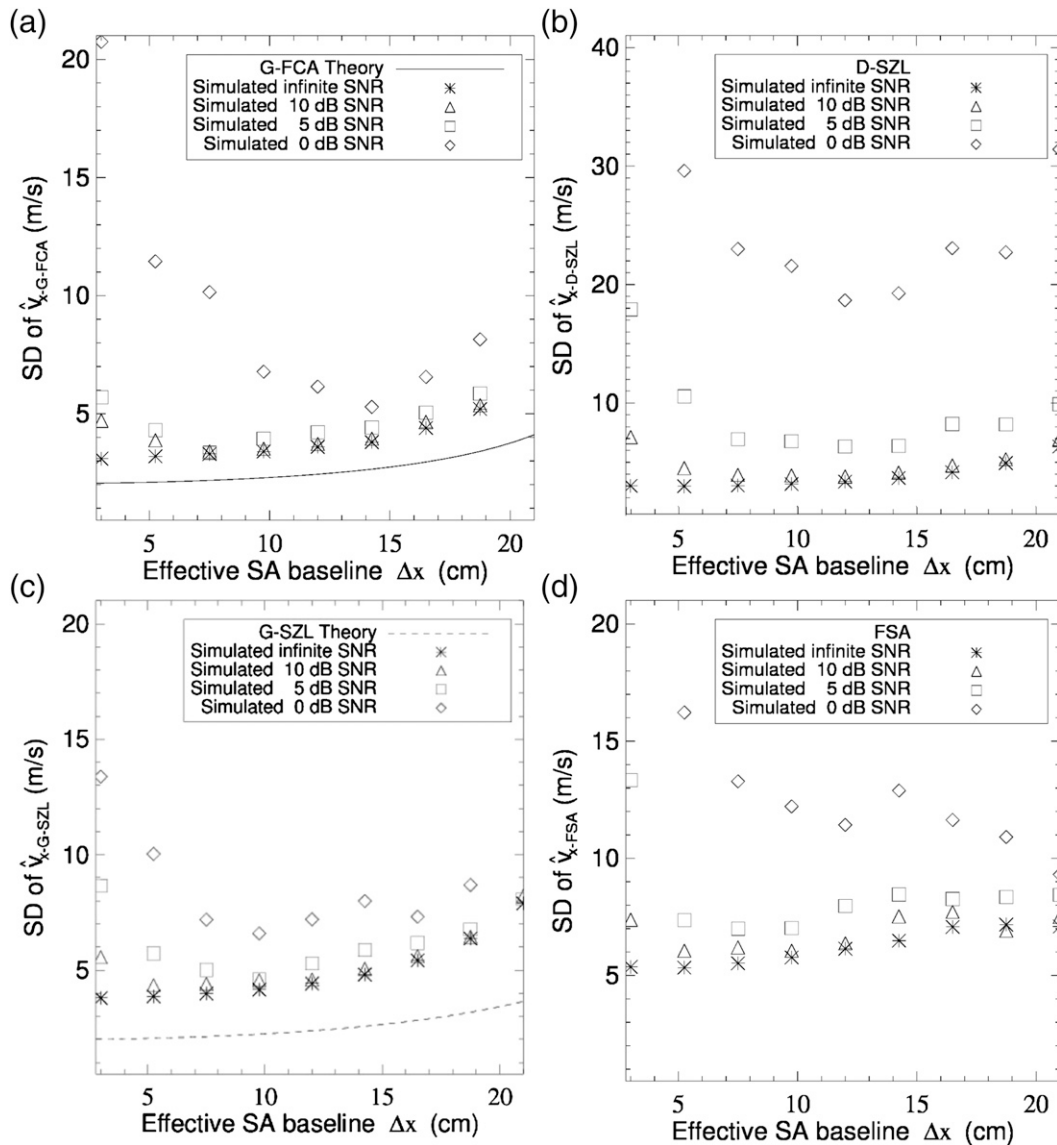 (a)
20
15
10
5
SD of v̂x-G-FCA (m/s)
G-FCA Theory
Simulated infinite SNR
Simulated 10 dB SNR
Simulated 5 dB SNR
Simulated 0 dB SNR
5 10 15 20
Effective SA baseline Δx (cm)
(b)
40
30
20
10
SD of v̂x-D-SZL (m/s)
D-SZL
Simulated infinite SNR
Simulated 10 dB SNR
Simulated 5 dB SNR
Simulated 0 dB SNR
5 10 15 20
Effective SA baseline Δx (cm)
(c)
20
15
10
5
SD of v̂x-G-SZL (m/s)
G-SZL Theory
Simulated infinite SNR
Simulated 10 dB SNR
Simulated 5 dB SNR
Simulated 0 dB SNR
5 10 15 20
Effective SA baseline Δx (cm)
(d)
20
15
10
5
SD of v̂x-FSA (m/s)
FSA
Simulated infinite SNR
Simulated 10 dB SNR
Simulated 5 dB SNR
Simulated 0 dB SNR
5 10 15 20
Effective SA baseline Δx (cm)